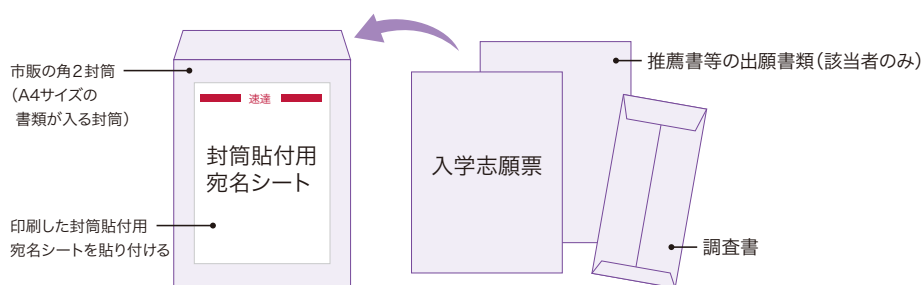 市販の角2封筒
(A4サイズの
書類が入る封筒)
速達
封筒貼付用
宛名シート
印刷した封筒貼付用
宛名シートを貼り付ける
推薦書等の出願書類(該当者のみ)
入学志願票
調査書